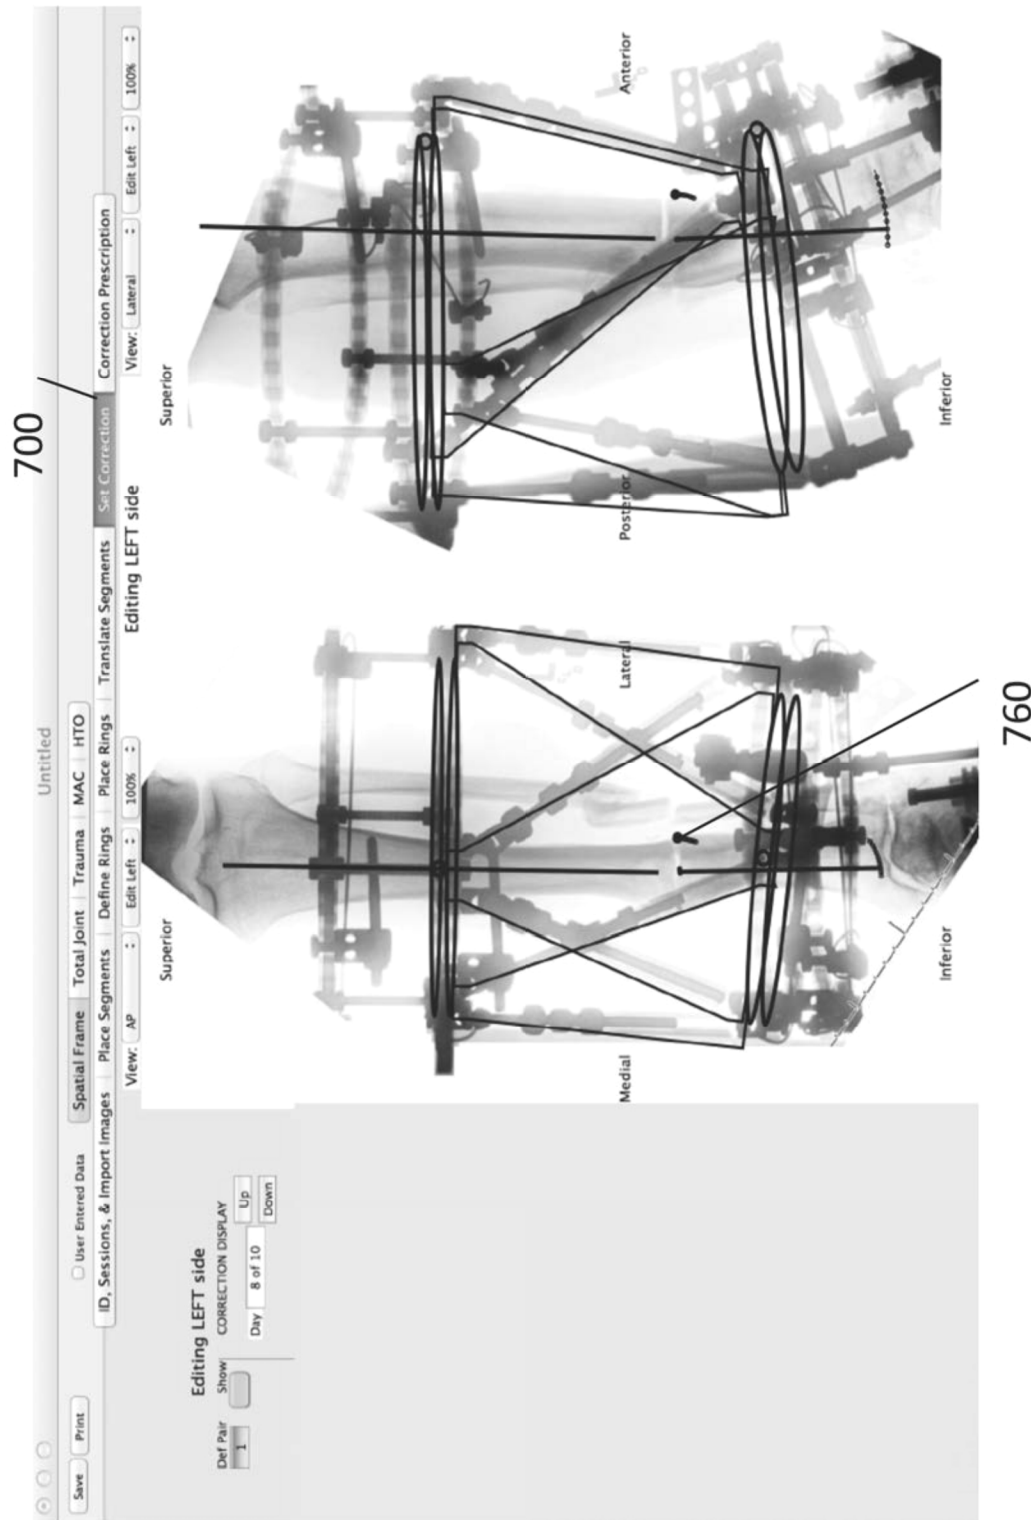 700
Untitled
Save Print User Entered Data Spatial Frame Total Joint Trauma MAC HTO
ID, Sessions, & Import Images Place Segments Define Rings Place Rings Translate Segments Set Correction Correction Prescription
View: AP Edit Left 100% Editing LEFT side View: Lateral Edit Left 100%
Superior Superior
Editing LEFT side
Def Pair Show CORRECTION DISPLAY
1 Day 8 of 10 Up
Down
Medial Lateral Posterior Anterior
Inferior Inferior
760